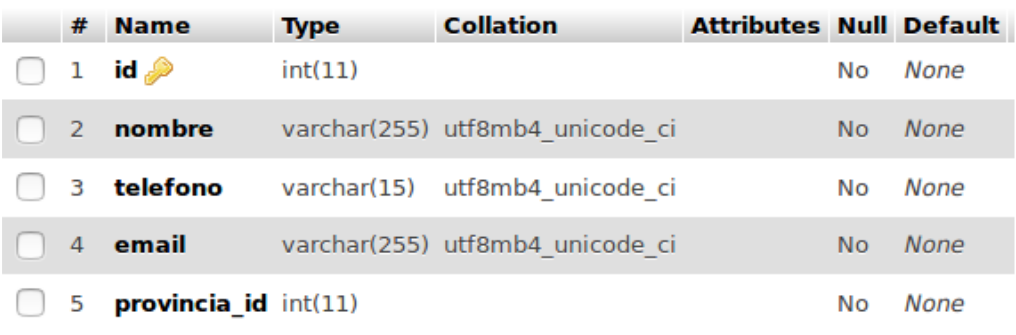 # Name Type Collation Attributes Null Default
1 id int(11) No None
2 nombre varchar(255) utf8mb4_unicode_ci No None
3 telefono varchar(15) utf8mb4_unicode_ci No None
4 email varchar(255) utf8mb4_unicode_ci No None
5 provincia_id int(11) No None